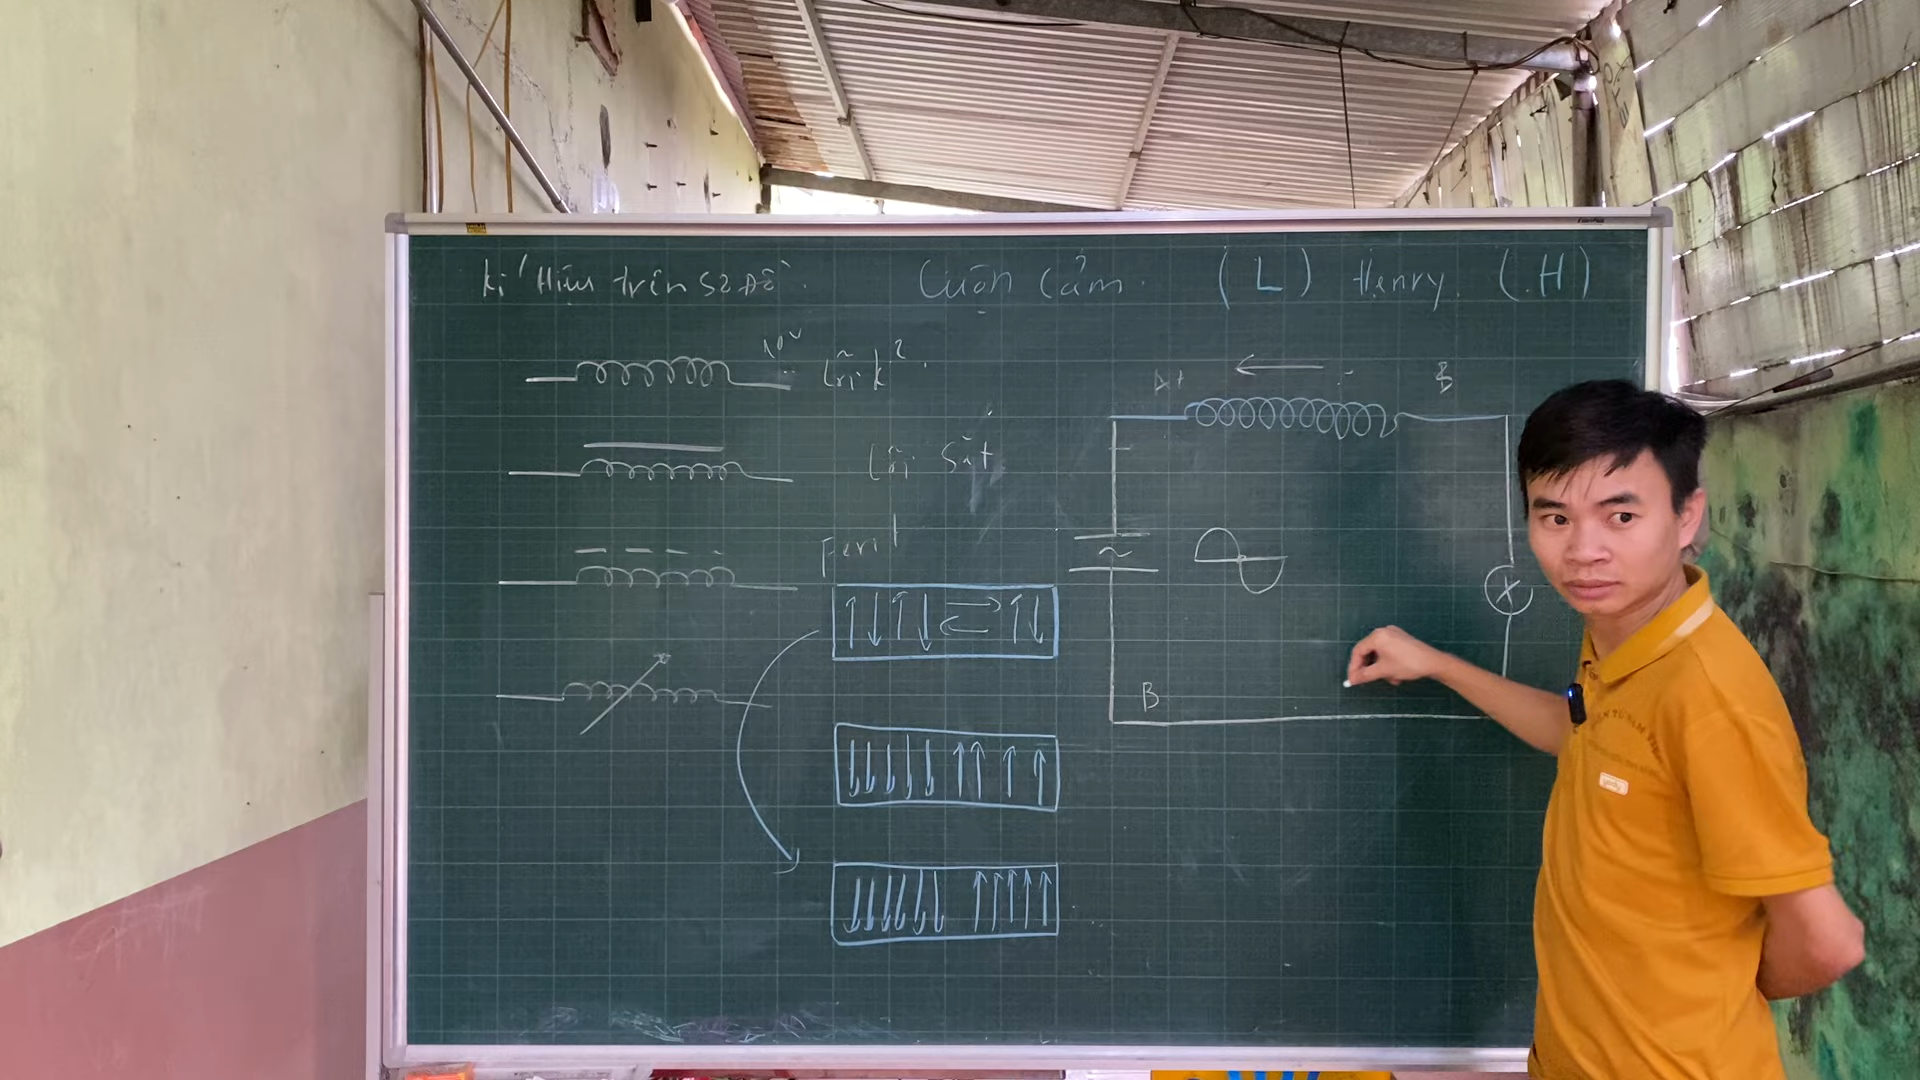 Kí Hiệu trên sơ đồ.
Cuộn Cảm. (L) Henry. (H)
Lõi k²
Lõi Sắt
Ferit
A+
-
B
~
X
B